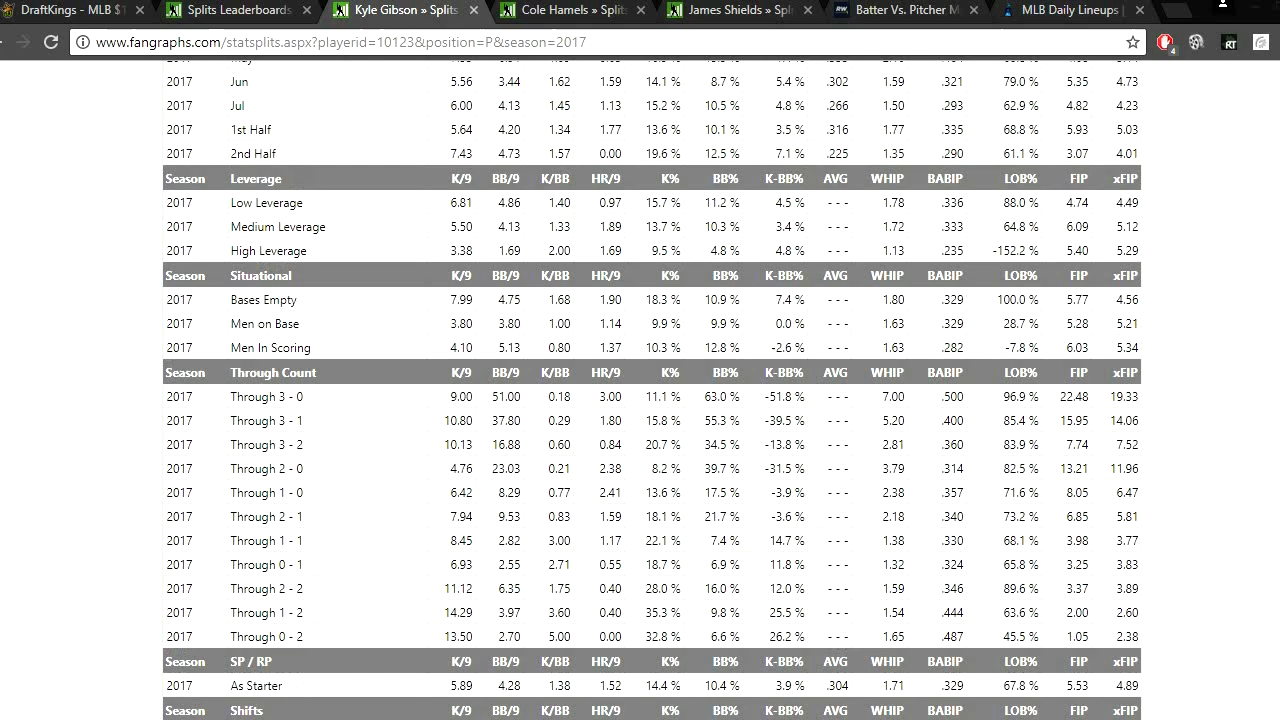 DraftKings - MLB $1 Splits Leaderboards Kyle Gibson » Splits Cole Hamels » Splits James Shields » Spl Batter Vs. Pitcher M MLB Daily Lineups |
www.fangraphs.com/statsplits.aspx?playerid=10123&position=P&season=2017
2017 Jun 5.56 3.44 1.62 1.59 14.1 % 8.7 % 5.4 % .302 1.59 .321 79.0 % 5.35 4.73
2017 Jul 6.00 4.13 1.45 1.13 15.2 % 10.5 % 4.8 % .266 1.50 .293 62.9 % 4.82 4.23
2017 1st Half 5.64 4.20 1.34 1.77 13.6 % 10.1 % 3.5 % .316 1.77 .335 68.8 % 5.93 5.03
2017 2nd Half 7.43 4.73 1.57 0.00 19.6 % 12.5 % 7.1 % .225 1.35 .290 61.1 % 3.07 4.01
Season Leverage K/9 BB/9 K/BB HR/9 K% BB% K-BB% AVG WHIP BABIP LOB% FIP xFIP
2017 Low Leverage 6.81 4.86 1.40 0.97 15.7 % 11.2 % 4.5 % - - - 1.78 .336 88.0 % 4.74 4.49
2017 Medium Leverage 5.50 4.13 1.33 1.89 13.7 % 10.3 % 3.4 % - - - 1.72 .333 64.8 % 6.09 5.12
2017 High Leverage 3.38 1.69 2.00 1.69 9.5 % 4.8 % 4.8 % - - - 1.13 .235 -152.2 % 5.40 5.29
Season Situational K/9 BB/9 K/BB HR/9 K% BB% K-BB% AVG WHIP BABIP LOB% FIP xFIP
2017 Bases Empty 7.99 4.75 1.68 1.90 18.3 % 10.9 % 7.4 % - - - 1.80 .329 100.0 % 5.77 4.56
2017 Men on Base 3.80 3.80 1.00 1.14 9.9 % 9.9 % 0.0 % - - - 1.63 .329 28.7 % 5.28 5.21
2017 Men In Scoring 4.10 5.13 0.80 1.37 10.3 % 12.8 % -2.6 % - - - 1.63 .282 -7.8 % 6.03 5.34
Season Through Count K/9 BB/9 K/BB HR/9 K% BB% K-BB% AVG WHIP BABIP LOB% FIP xFIP
2017 Through 3 - 0 9.00 51.00 0.18 3.00 11.1 % 63.0 % -51.8 % - - - 7.00 .500 96.9 % 22.48 19.33
2017 Through 3 - 1 10.80 37.80 0.29 1.80 15.8 % 55.3 % -39.5 % - - - 5.20 .400 85.4 % 15.95 14.06
2017 Through 3 - 2 10.13 16.88 0.60 0.84 20.7 % 34.5 % -13.8 % - - - 2.81 .360 83.9 % 7.74 7.52
2017 Through 2 - 0 4.76 23.03 0.21 2.38 8.2 % 39.7 % -31.5 % - - - 3.79 .314 82.5 % 13.21 11.96
2017 Through 1 - 0 6.42 8.29 0.77 2.41 13.6 % 17.5 % -3.9 % - - - 2.38 .357 71.6 % 8.05 6.47
2017 Through 2 - 1 7.94 9.53 0.83 1.59 18.1 % 21.7 % -3.6 % - - - 2.18 .340 73.2 % 6.85 5.81
2017 Through 1 - 1 8.45 2.82 3.00 1.17 22.1 % 7.4 % 14.7 % - - - 1.38 .330 68.1 % 3.98 3.77
2017 Through 0 - 1 6.93 2.55 2.71 0.55 18.7 % 6.9 % 11.8 % - - - 1.32 .324 65.8 % 3.25 3.83
2017 Through 2 - 2 11.12 6.35 1.75 0.40 28.0 % 16.0 % 12.0 % - - - 1.59 .346 89.6 % 3.37 3.89
2017 Through 1 - 2 14.29 3.97 3.60 0.40 35.3 % 9.8 % 25.5 % - - - 1.54 .444 63.6 % 2.00 2.60
2017 Through 0 - 2 13.50 2.70 5.00 0.00 32.8 % 6.6 % 26.2 % - - - 1.65 .487 45.5 % 1.05 2.38
Season SP / RP K/9 BB/9 K/BB HR/9 K% BB% K-BB% AVG WHIP BABIP LOB% FIP xFIP
2017 As Starter 5.89 4.28 1.38 1.52 14.4 % 10.4 % 3.9 % .304 1.71 .329 67.8 % 5.53 4.89
Season Shifts K/9 BB/9 K/BB HR/9 K% BB% K-BB% AVG WHIP BABIP LOB% FIP xFIP